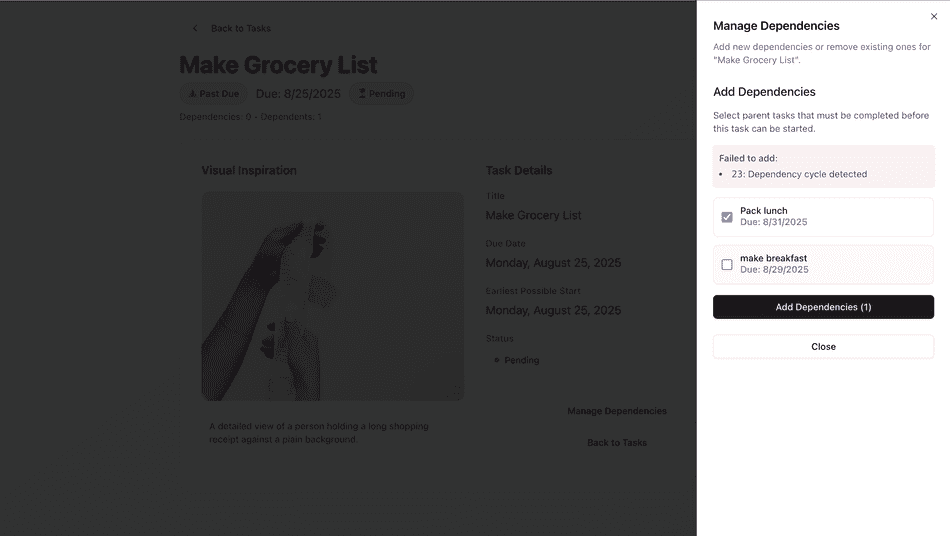 Back to Tasks
Make Grocery List
Past Due Due: 8/25/2025 Pending
Dependencies: 0 • Dependents: 1
Visual Inspiration
A detailed view of a person holding a long shopping
receipt against a plain background.
Task Details
Title
Make Grocery List
Due Date
Monday, August 25, 2025
Earliest Possible Start
Monday, August 25, 2025
Status
Pending
Manage Dependencies
Back to Tasks
Manage Dependencies
Add new dependencies or remove existing ones for
"Make Grocery List".
Add Dependencies
Select parent tasks that must be completed before
this task can be started.
Failed to add:
• 23: Dependency cycle detected
Pack lunch
Due: 8/31/2025
make breakfast
Due: 8/29/2025
Add Dependencies (1)
Close